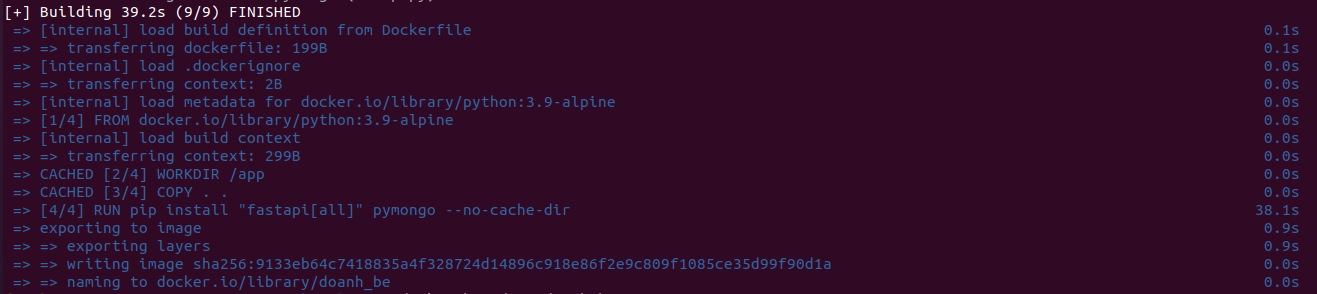 [+] Building 39.2s (9/9) FINISHED
=> [internal] load build definition from Dockerfile 0.1s
=> => transferring dockerfile: 199B 0.1s
=> [internal] load .dockerignore 0.0s
=> => transferring context: 2B 0.0s
=> [internal] load metadata for docker.io/library/python:3.9-alpine 0.0s
=> [1/4] FROM docker.io/library/python:3.9-alpine 0.0s
=> [internal] load build context 0.0s
=> => transferring context: 299B 0.0s
=> CACHED [2/4] WORKDIR /app 0.0s
=> CACHED [3/4] COPY . . 0.0s
=> [4/4] RUN pip install "fastapi[all]" pymongo --no-cache-dir 38.1s
=> exporting to image 0.9s
=> => exporting layers 0.9s
=> => writing image sha256:9133eb64c7418835a4f328724d14896c918e86f2e9c809f1085ce35d99f90d1a 0.0s
=> => naming to docker.io/library/doanh_be 0.0s